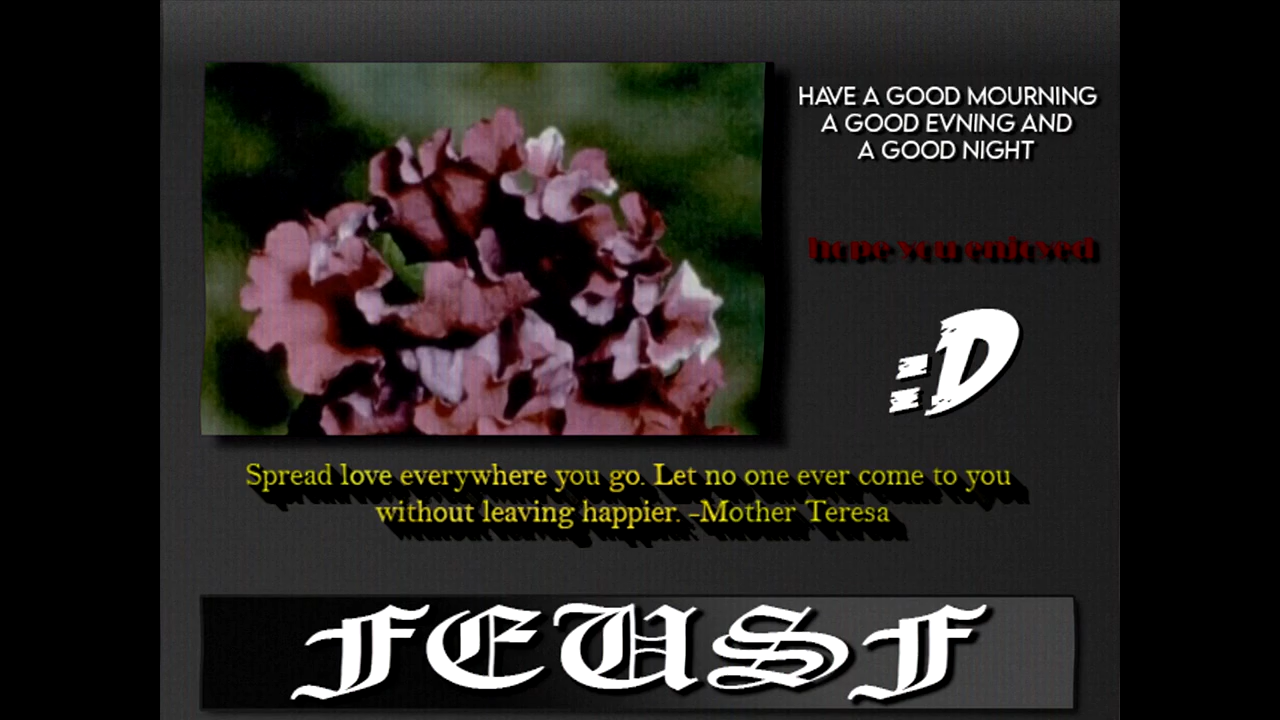 HAVE A GOOD MOURNING
A GOOD EVNING AND
A GOOD NIGHT
hope you enjoyed
:D
Spread love everywhere you go. Let no one ever come to you
without leaving happier. -Mother Teresa
FEUSF